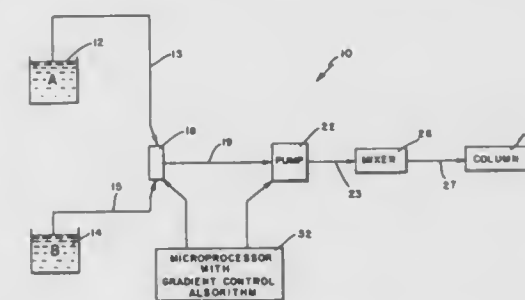 12
13
A
10
18
19
22
PUMP
26
MIXER
COLUMN
23
27
15
14
B
32
MICROPROCESSOR
WITH
GRADIENT CONTROL
ALGORITHM